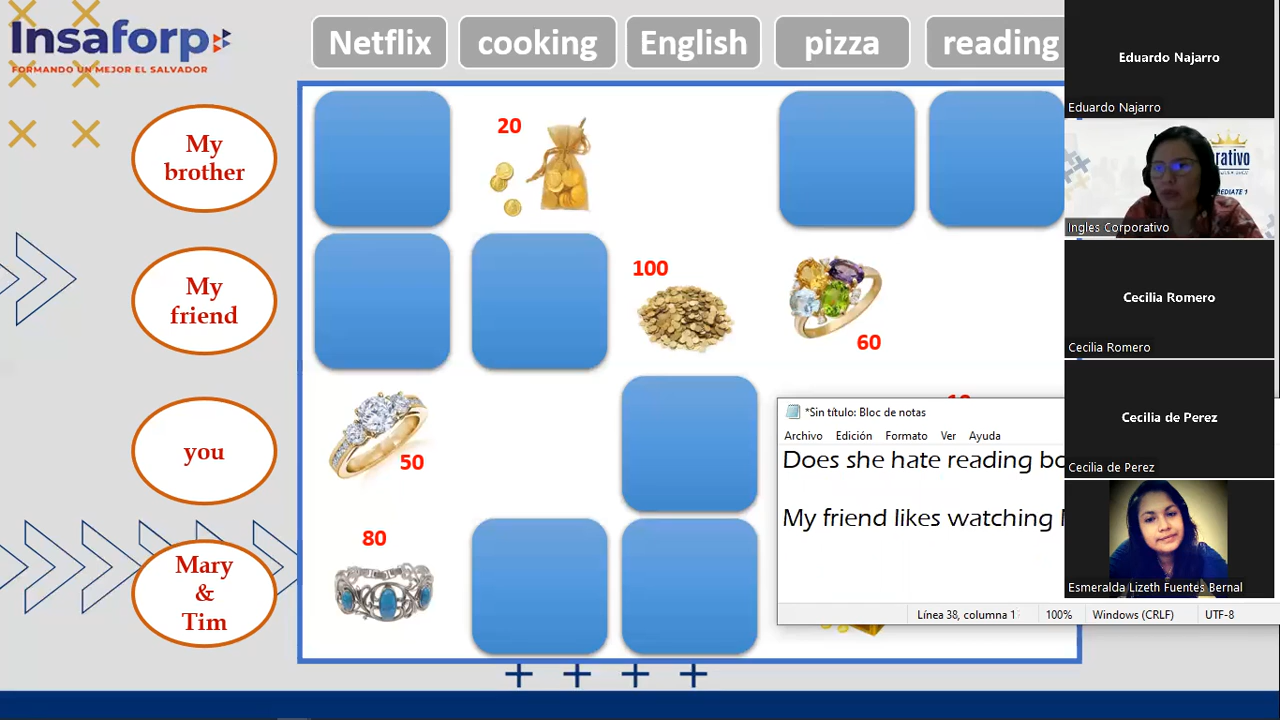 Insaforp
FORMANDO UN MEJOR EL SALVADOR
Netflix
cooking
English
pizza
reading
My
brother
20
My
friend
100
60
you
50
Mary
&
Tim
80
*Sin título: Bloc de notas
Archivo Edición Formato Ver Ayuda
Does she hate reading
My friend likes watching
Línea 38, columna 1 100% Windows (CRLF) UTF-8
Eduardo Najarro
Eduardo Najarro
Ingles Corporativo
Cecilia Romero
Cecilia Romero
Cecilia de Perez
Cecilia de Perez
Esmeralda Lizeth Fuentes Bernal